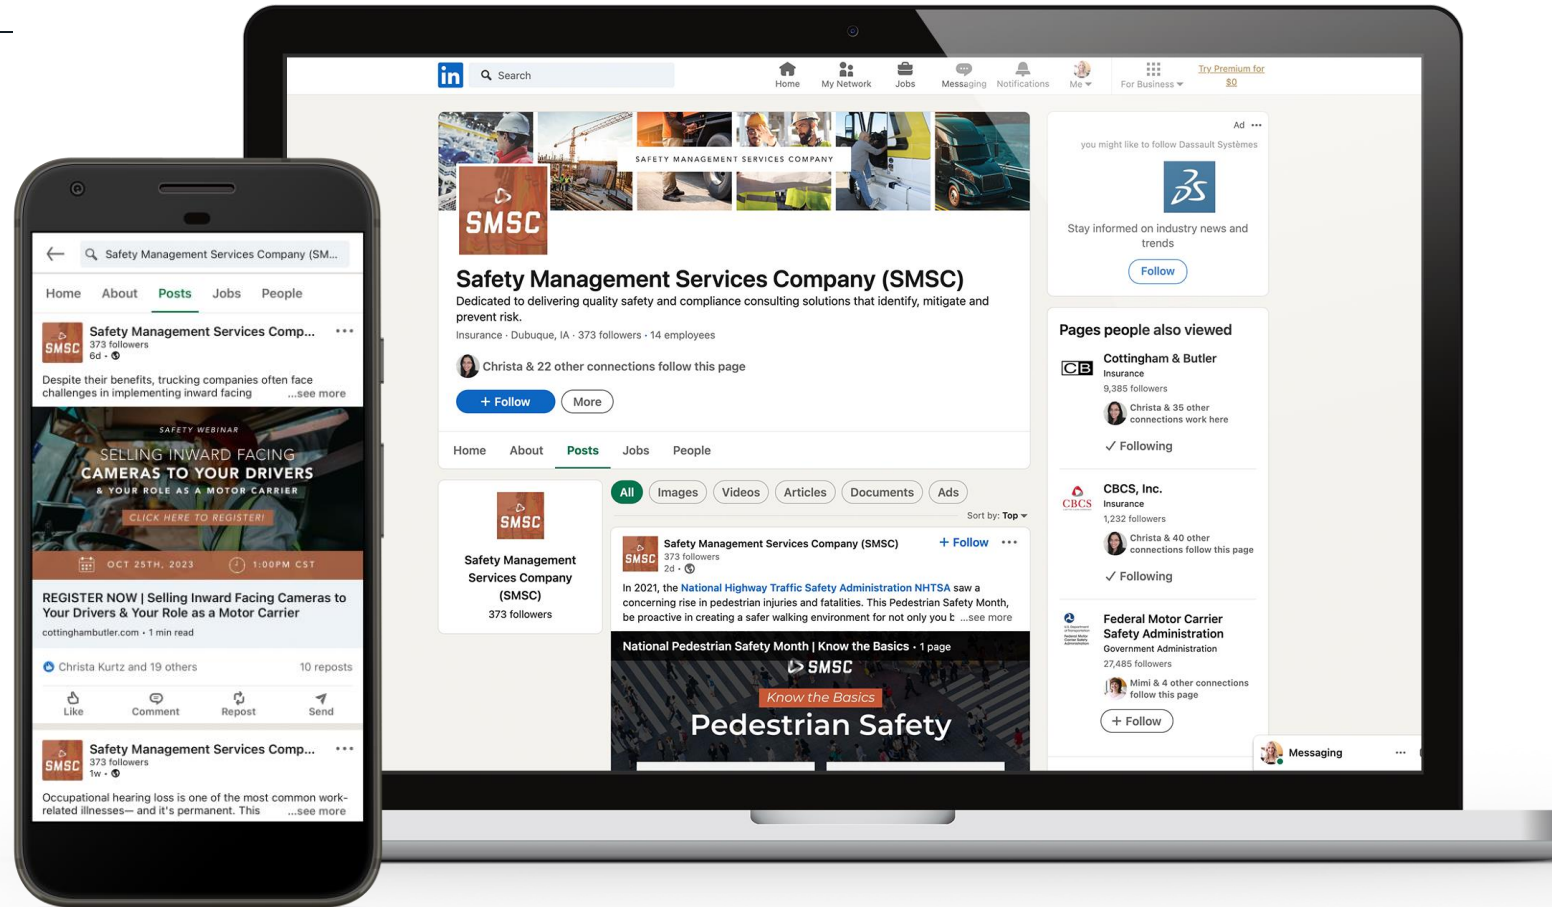 Safety Management Services Company (SM...
Home About Posts Jobs People
SMSC
Safety Management Services Comp...
373 followers
6d •
Despite their benefits, trucking companies often face
challenges in implementing inward facing ...see more
SAFETY WEBINAR
SELLING INWARD FACING
CAMERAS TO YOUR DRIVERS
& YOUR ROLE AS A MOTOR CARRIER
CLICK HERE TO REGISTER!
OCT 25TH, 2023 1:00PM CST
REGISTER NOW | Selling Inward Facing Cameras to
Your Drivers & Your Role as a Motor Carrier
cottinghambutler.com • 1 min read
Christa Kurtz and 19 others 10 reposts
Like Comment Repost Send
SMSC
Safety Management Services Comp...
373 followers
1w •
Occupational hearing loss is one of the most common work-
related illnesses— and it's permanent. This ...see more
in Search
Home My Network Jobs Messaging Notifications Me For Business Try Premium for
$0
SAFETY MANAGEMENT SERVICES COMPANY
SMSC
Safety Management Services Company (SMSC)
Dedicated to delivering quality safety and compliance consulting solutions that identify, mitigate and
prevent risk.
Insurance · Dubuque, IA · 373 followers · 14 employees
Christa & 22 other connections follow this page
+ Follow More
Home About Posts Jobs People
SMSC
Safety Management
Services Company
(SMSC)
373 followers
All Images Videos Articles Documents Ads
Sort by: Top
SMSC
Safety Management Services Company (SMSC) + Follow
373 followers
2d •
In 2021, the National Highway Traffic Safety Administration NHTSA saw a
concerning rise in pedestrian injuries and fatalities. This Pedestrian Safety Month,
be proactive in creating a safer walking environment for not only you ...see more
National Pedestrian Safety Month | Know the Basics • 1 page
SMSC
Know the Basics
Pedestrian Safety
Ad
you might like to follow Dassault Systèmes
Stay informed on industry news and
trends
Follow
Pages people also viewed
CB
Cottingham & Butler
Insurance
9,385 followers
Christa & 35 other
connections work here
Following
CBCS
CBCS, Inc.
Insurance
1,232 followers
Christa & 40 other
connections follow this page
Following
Federal Motor Carrier
Safety Administration
Government Administration
27,485 followers
Mimi & 4 other connections
follow this page
+ Follow
Messaging